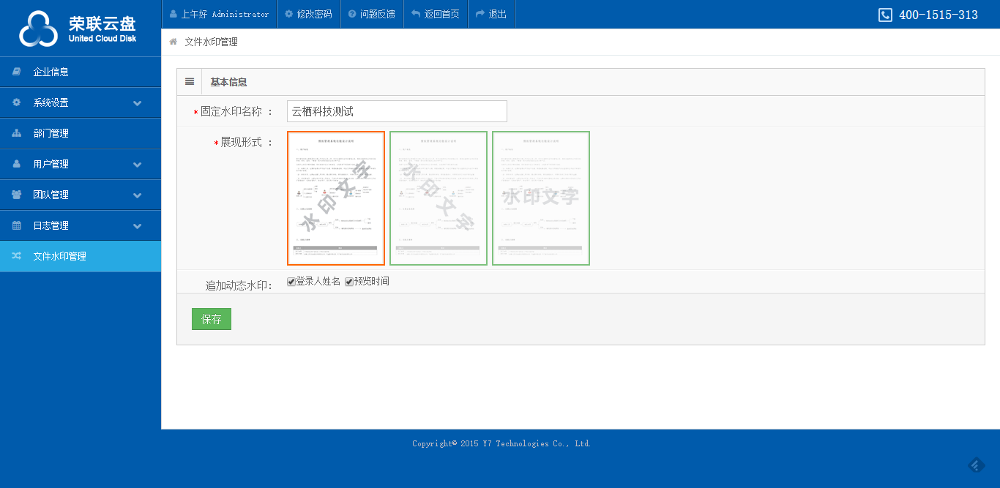 荣联云盘
United Cloud Disk
上午好 Administrator
修改密码
问题反馈
返回首页
退出
400-1515-313
文件水印管理
企业信息
系统设置
部门管理
用户管理
团队管理
日志管理
文件水印管理
基本信息
*固定水印名称 ：
云栖科技测试
*展现形式 ：
水印文字
水印文字
水印文字
追加动态水印：
登录人姓名 预览时间
保存
Copyright© 2015 Y7 Technologies Co., Ltd.